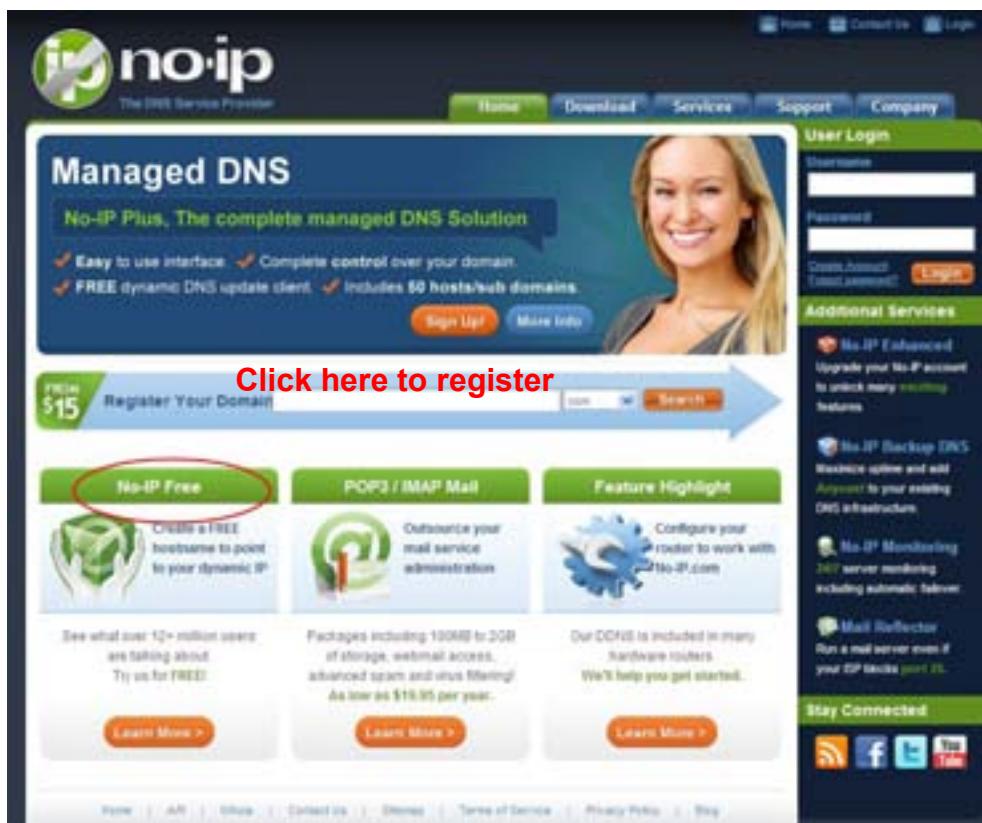 Home Contact Us Login
ip no·ip
The DNS Service Provider
Home Download Services Support Company
Managed DNS
No-IP Plus, The complete managed DNS Solution
Easy to use interface. Complete control over your domain.
FREE dynamic DNS update client. Includes 50 hosts/sub domains.
Sign Up! More Info
Click here to register
FROM $15
Register Your Domain com Search
No-IP Free
Create a FREE
hostname to point
to your dynamic IP
See what over 12+ million users
are talking about.
Try us for FREE!
Learn More >
POP3 / IMAP Mail
Outsource your
mail service
administration
Packages including 100MB to 2GB
of storage, webmail access,
advanced spam and virus filtering!
As low as $19.95 per year.
Learn More >
Feature Highlight
Configure your
router to work with
No-IP.com
Our DDNS is included in many
hardware routers.
We'll help you get started.
Learn More >
User Login
Username
Password
Create Account
Forgot password?
Login
Additional Services
No-IP Enhanced
Upgrade your No-IP account
to unlock many exciting
features.
No-IP Backup DNS
Maximize uptime and add
Anycast to your existing
DNS infrastructure.
No-IP Monitoring
24/7 server monitoring
including automatic failover.
Mail Reflector
Run a mail server even if
your ISP blocks port 25.
Stay Connected
You Tube
Home | API | | Contact Us | Sitemap | Terms of Service | Privacy Policy | Blog